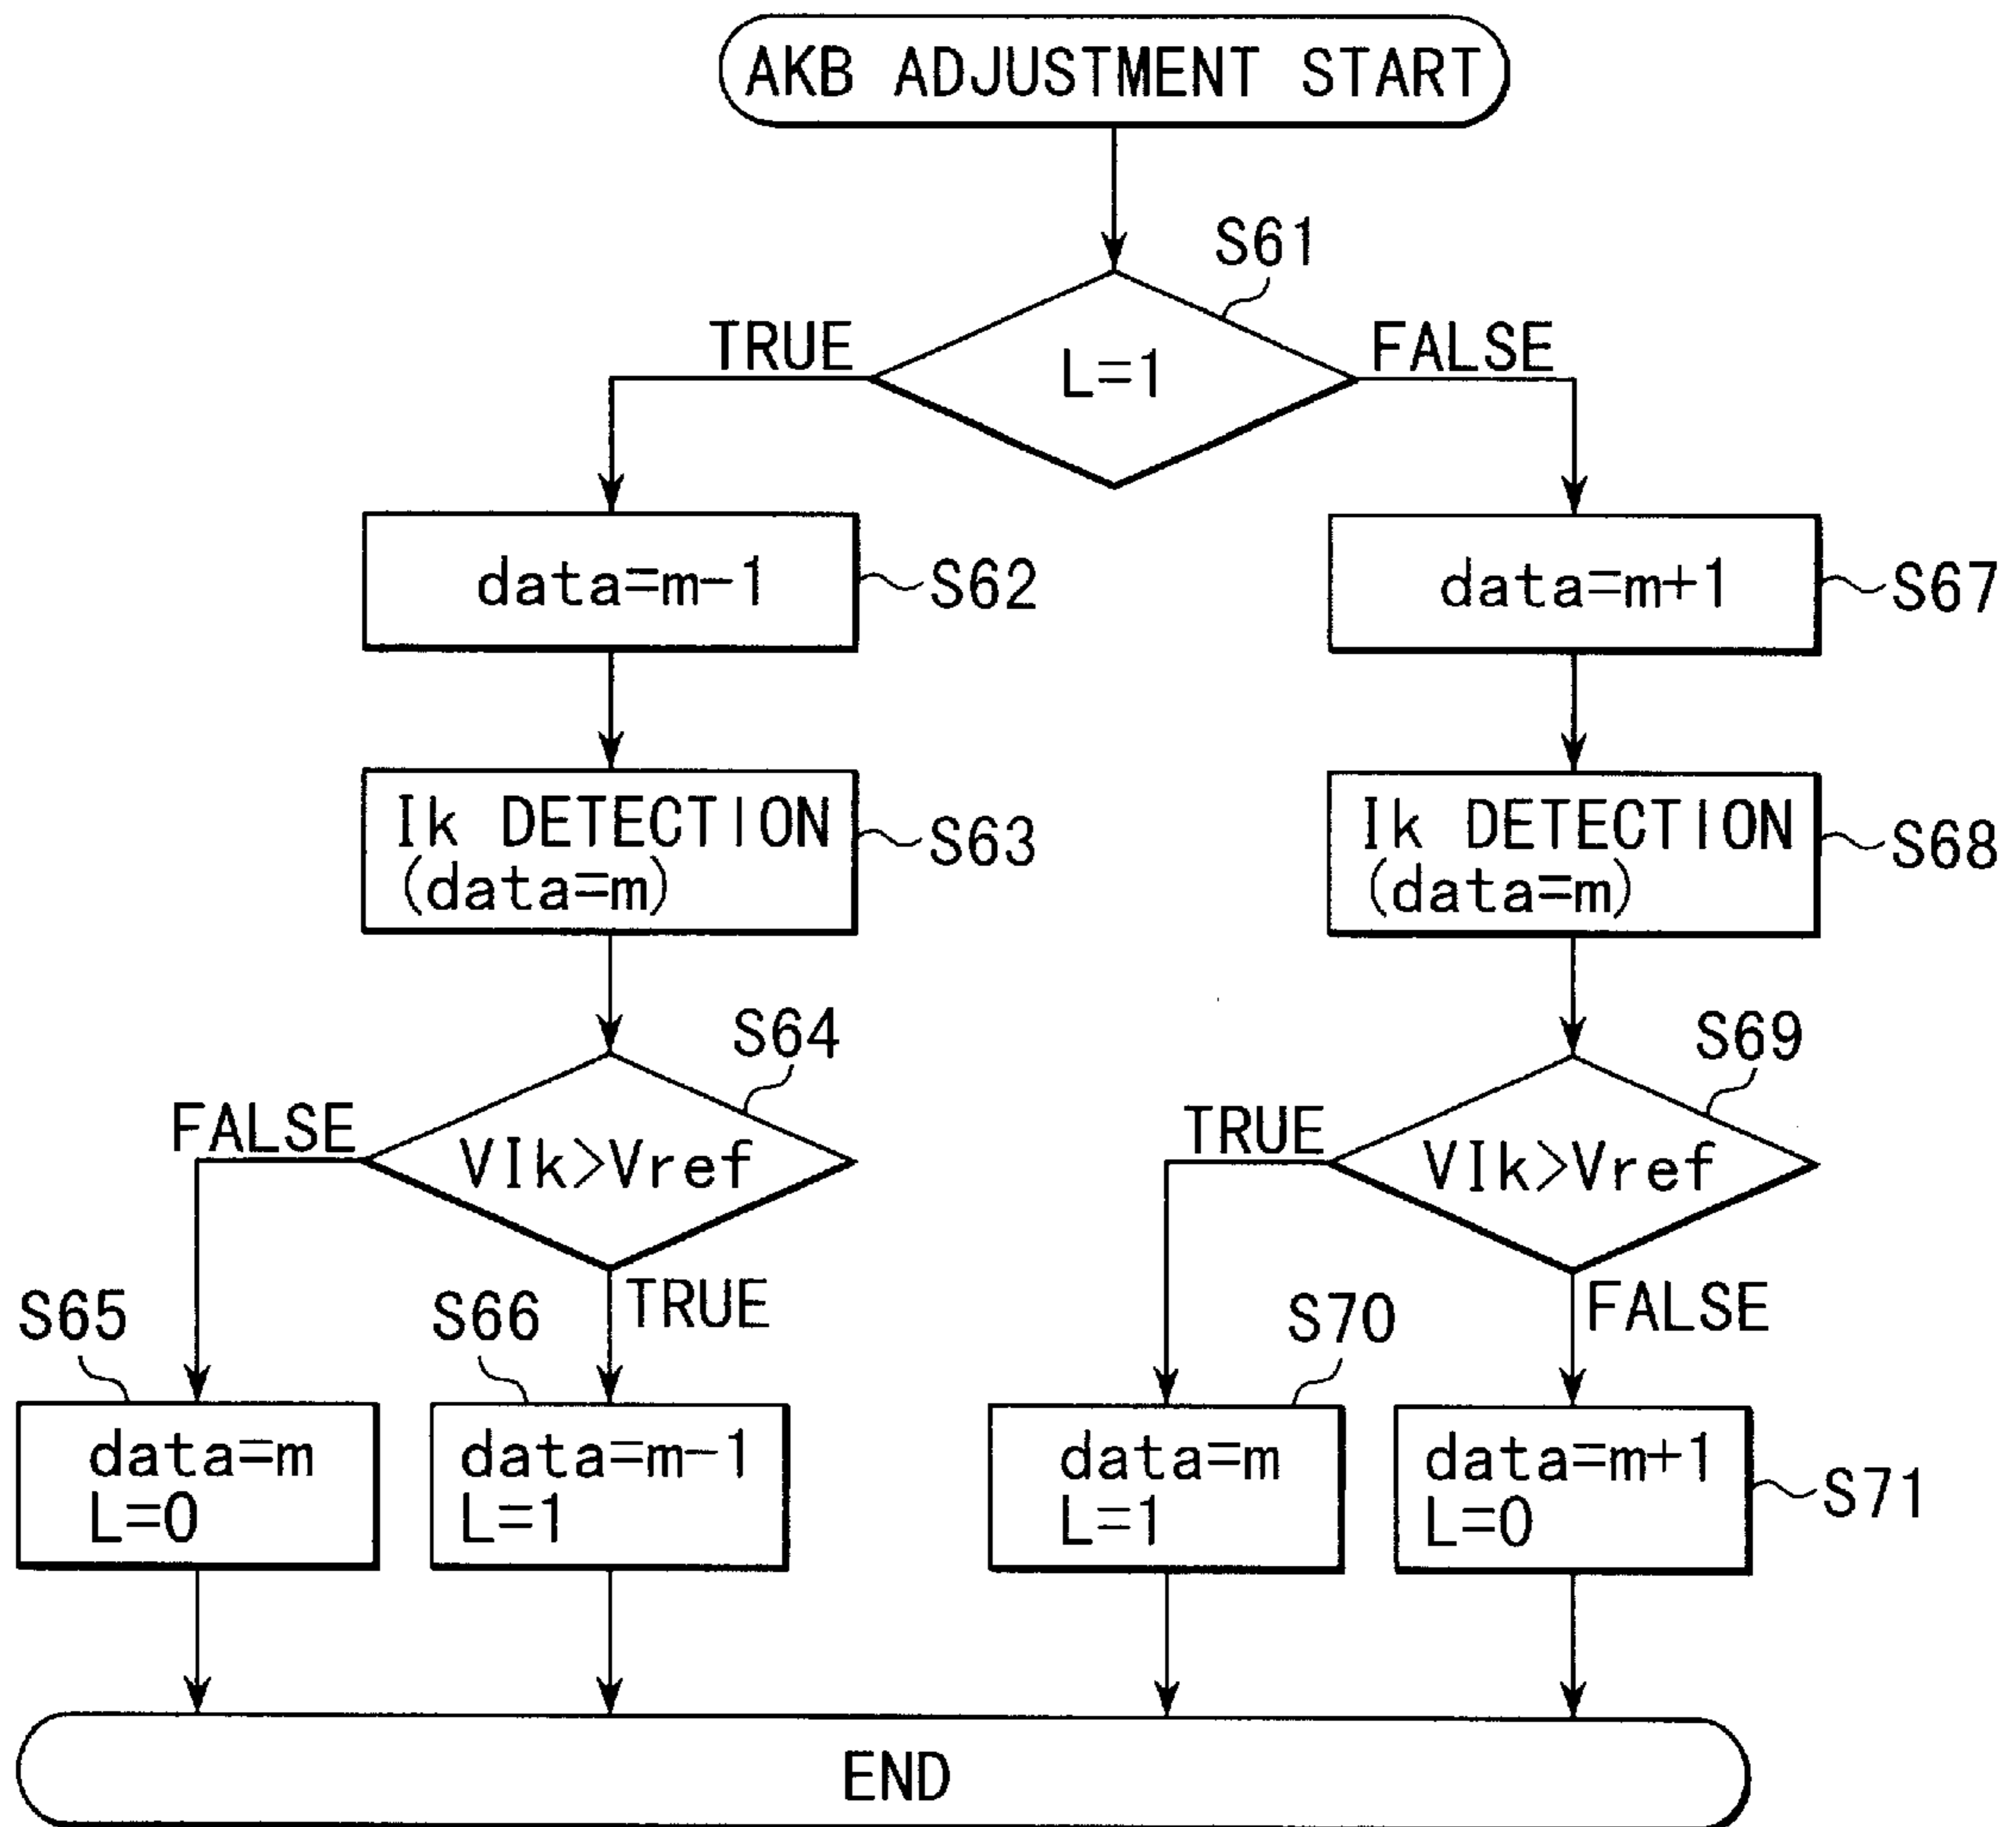 AKB ADJUSTMENT START
S61
TRUE
L=1
FALSE
data=m-1
S62
data=m+1
S67
Ik DETECTION
(data=m)
S63
Ik DETECTION
(data=m)
S68
S64
FALSE
VIk>Vref
TRUE
S69
TRUE
VIk>Vref
FALSE
S65
data=m
L=0
S66
data=m-1
L=1
S70
data=m
L=1
data=m+1
L=0
S71
END